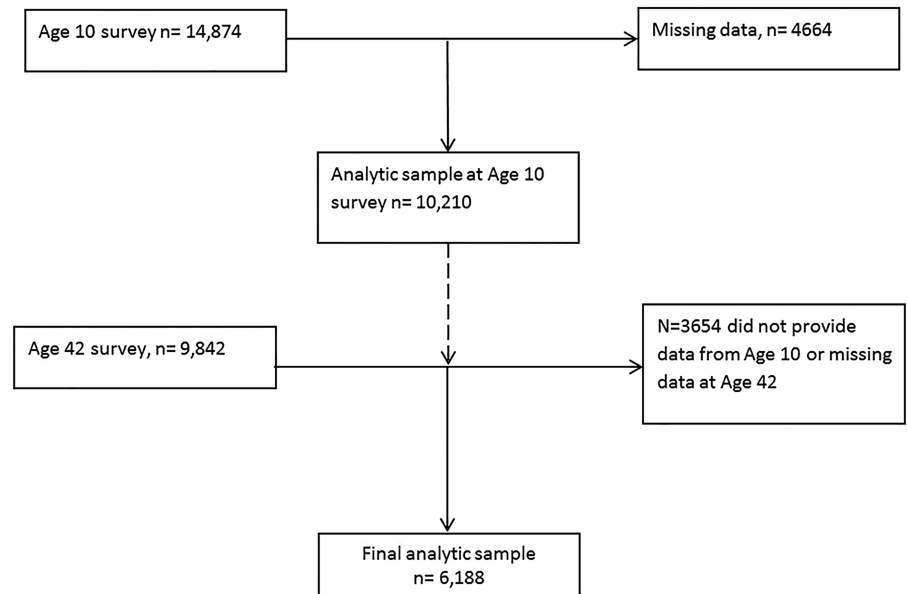 Age 10 survey n= 14,874
Missing data, n= 4664
Analytic sample at Age 10
survey n= 10,210
Age 42 survey, n= 9,842
N=3654 did not provide
data from Age 10 or missing
data at Age 42
Final analytic sample
n= 6,188